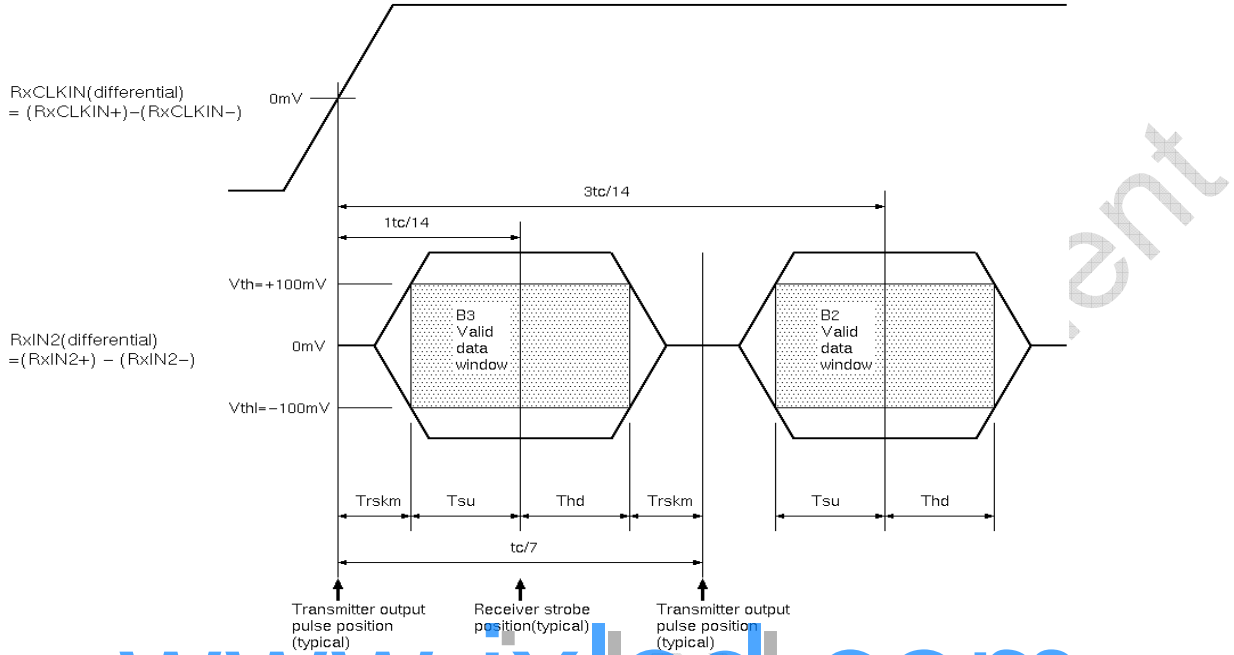 RxCLKIN(differential)
= (RxCLKIN+)−(RxCLKIN−)
0mV
3tc/14
1tc/14
Vth=+100mV
B3
Valid
data
window
B2
Valid
data
window
RxIN2(differential)
=(RxIN2+) − (RxIN2−)
0mV
Vthl=−100mV
Trskm
Tsu
Thd
Trskm
Tsu
Thd
tc/7
Transmitter output
pulse position
(typical)
Receiver strobe
position(typical)
Transmitter output
pulse position
(typical)